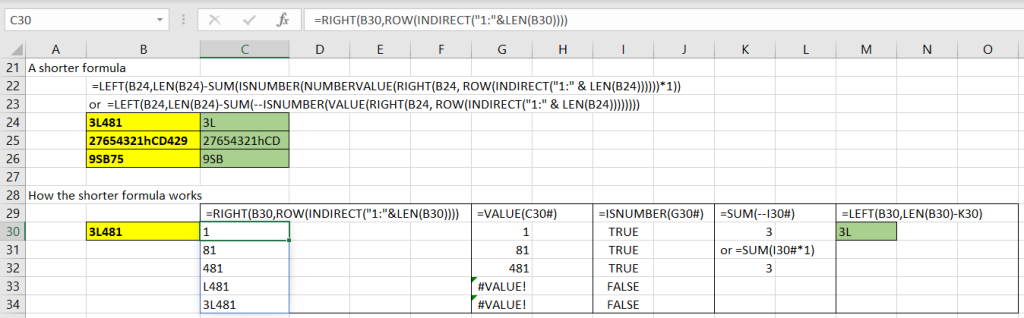 C30 fx =RIGHT(B30,ROW(INDIRECT("1:"&LEN(B30))))
A B C D E F G H I J K L M N O
21 A shorter formula
22 =LEFT(B24,LEN(B24)-SUM(ISNUMBER(NUMBERVALUE(RIGHT(B24, ROW(INDIRECT("1:" & LEN(B24))))))*1))
23 or =LEFT(B24,LEN(B24)-SUM(--ISNUMBER(VALUE(RIGHT(B24, ROW(INDIRECT("1:" & LEN(B24))))))))
24 3L481 3L
25 27654321hCD429 27654321hCD
26 9SB75 9SB
27
28 How the shorter formula works
29 =RIGHT(B30,ROW(INDIRECT("1:"&LEN(B30)))) =VALUE(C30#) =ISNUMBER(G30#) =SUM(--I30#) =LEFT(B30,LEN(B30)-K30)
30 3L481 1 1 TRUE 3 3L
31 81 81 TRUE or =SUM(I30#*1)
32 481 481 TRUE 3
33 L481 #VALUE! FALSE
34 3L481 #VALUE! FALSE